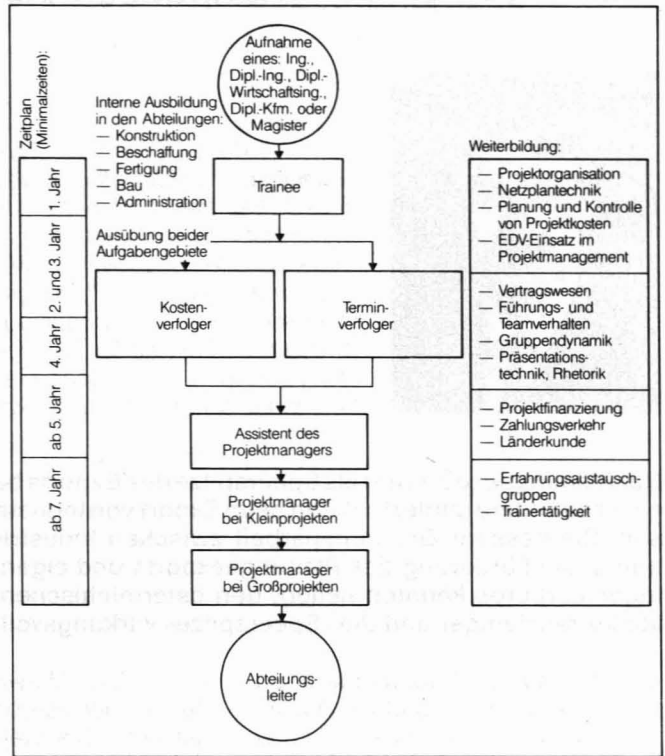 Aufnahme
eines: Ing.,
Dipl.-Ing., Dipl.-
Wirtschaftsing.,
Dipl.-Kfm. oder
Magister
Zeitplan
(Minimalzeiten):
1. Jahr
2. und 3. Jahr
4. Jahr
ab 5. Jahr
ab 7. Jahr
Interne Ausbildung
in den Abteilungen:
— Konstruktion
— Beschaffung
— Fertigung
— Bau
— Administration
Trainee
Ausübung beider
Aufgabengebiete
Kosten-
verfolger
Termin-
verfolger
Assistent des
Projektmanagers
Projektmanager
bei Kleinprojekten
Projektmanager
bei Großprojekten
Abteilungs-
leiter
Weiterbildung:
— Projektorganisation
— Netzplantechnik
— Planung und Kontrolle
von Projektkosten
— EDV-Einsatz im
Projektmanagement
— Vertragswesen
— Führungs- und
Teamverhalten
— Gruppendynamik
— Präsentations-
technik, Rhetorik
— Projektfinanzierung
— Zahlungsverkehr
— Länderkunde
— Erfahrungsaustausch-
gruppen
— Trainertätigkeit